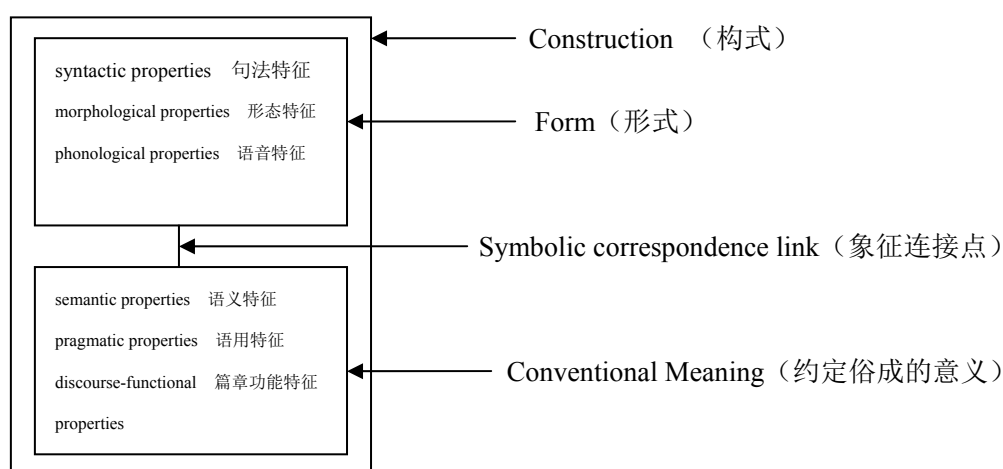 Construction （构式）
syntactic properties 句法特征
morphological properties 形态特征
Form（形式）
phonological properties 语音特征
Symbolic correspondence link（象征连接点）
semantic properties 语义特征
pragmatic properties 语用特征
Conventional Meaning（约定俗成的意义）
discourse-functional 篇章功能特征
properties